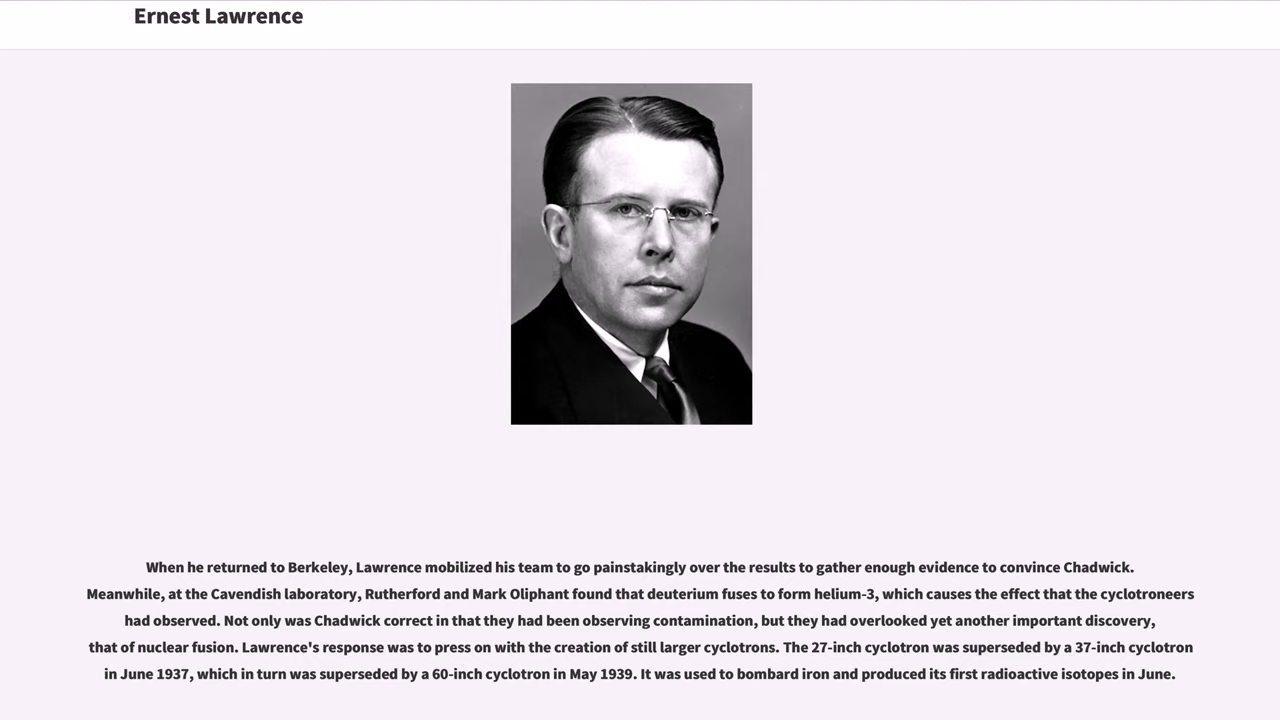 Ernest Lawrence
When he returned to Berkeley, Lawrence mobilized his team to go painstakingly over the results to gather enough evidence to convince Chadwick.
Meanwhile, at the Cavendish laboratory, Rutherford and Mark Oliphant found that deuterium fuses to form helium-3, which causes the effect that the cyclotroneers
had observed. Not only was Chadwick correct in that they had been observing contamination, but they had overlooked yet another important discovery,
that of nuclear fusion. Lawrence's response was to press on with the creation of still larger cyclotrons. The 27-inch cyclotron was superseded by a 37-inch cyclotron
in June 1937, which in turn was superseded by a 60-inch cyclotron in May 1939. It was used to bombard iron and produced its first radioactive isotopes in June.